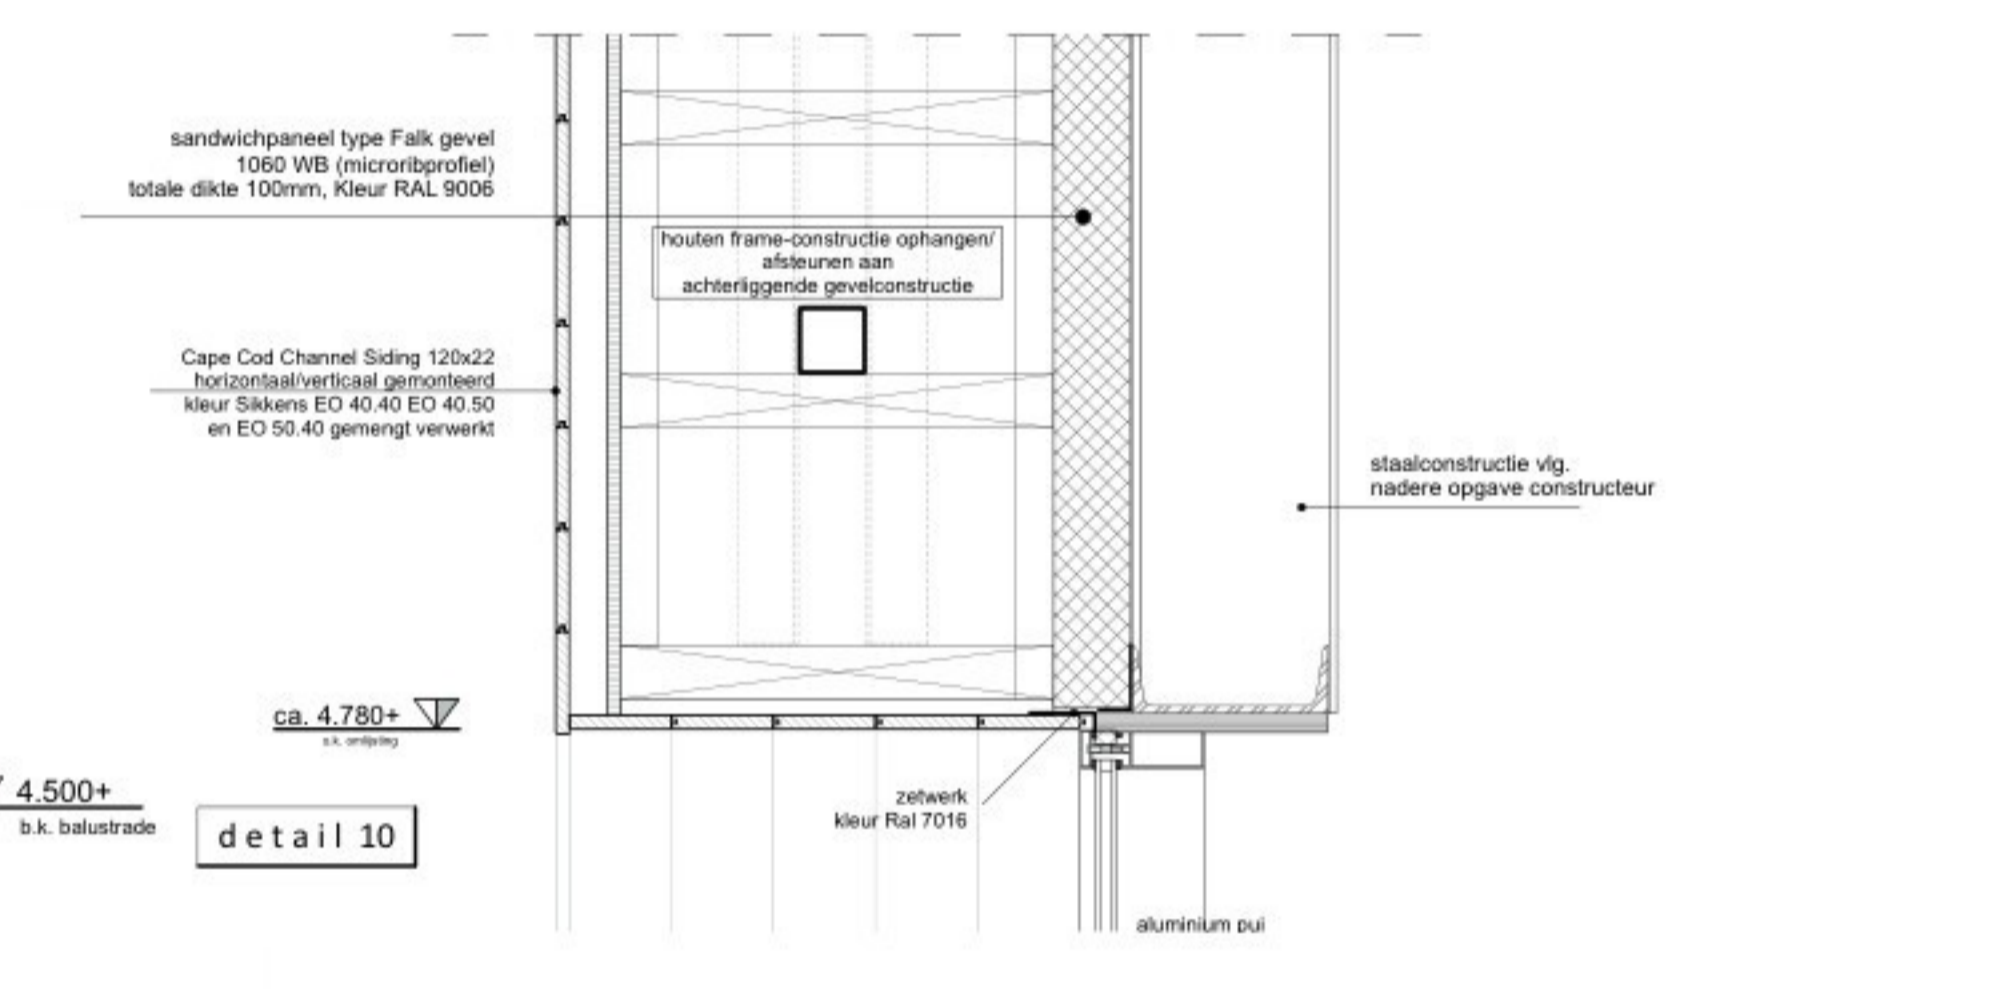 sandwichpaneel type Falk gevel
1060 WB (microribprofiel)
totale dikte 100mm, Kleur RAL 9006
houten frame-constructie ophangen/
afsteunen aan
achterliggende gevelconstructie
Cape Cod Channel Siding 120x22
horizontaal/verticaal gemonteerd
kleur Sikkens EO 40.40 EO 40.50
en EO 50.40 gemengt verwerkt
staalconstructie vlg.
nadere opgave constructeur
ca. 4.780+
o.k. omlijsting
4.500+
b.k. balustrade
detail 10
zetwerk
kleur Ral 7016
aluminium pui